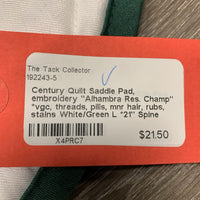 The Tack Collector
192243-5
Century Quilt Saddle Pad,
embroidery "Alhambra Res. Champ"
*vgc, threads, pills, mnr hair, rubs,
stains White/Green L *21" Spine
X4PRC7
$21.50